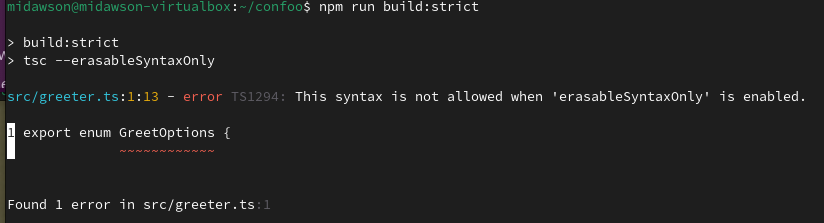 midawson@midawson-virtualbox:~/confoo$ npm run build:strict
> build:strict
> tsc --erasableSyntaxOnly
src/greeter.ts:1:13 - error TS1294: This syntax is not allowed when 'erasableSyntaxOnly' is enabled.
1 export enum GreetOptions {
~~~~~~~~~~~~
Found 1 error in src/greeter.ts:1